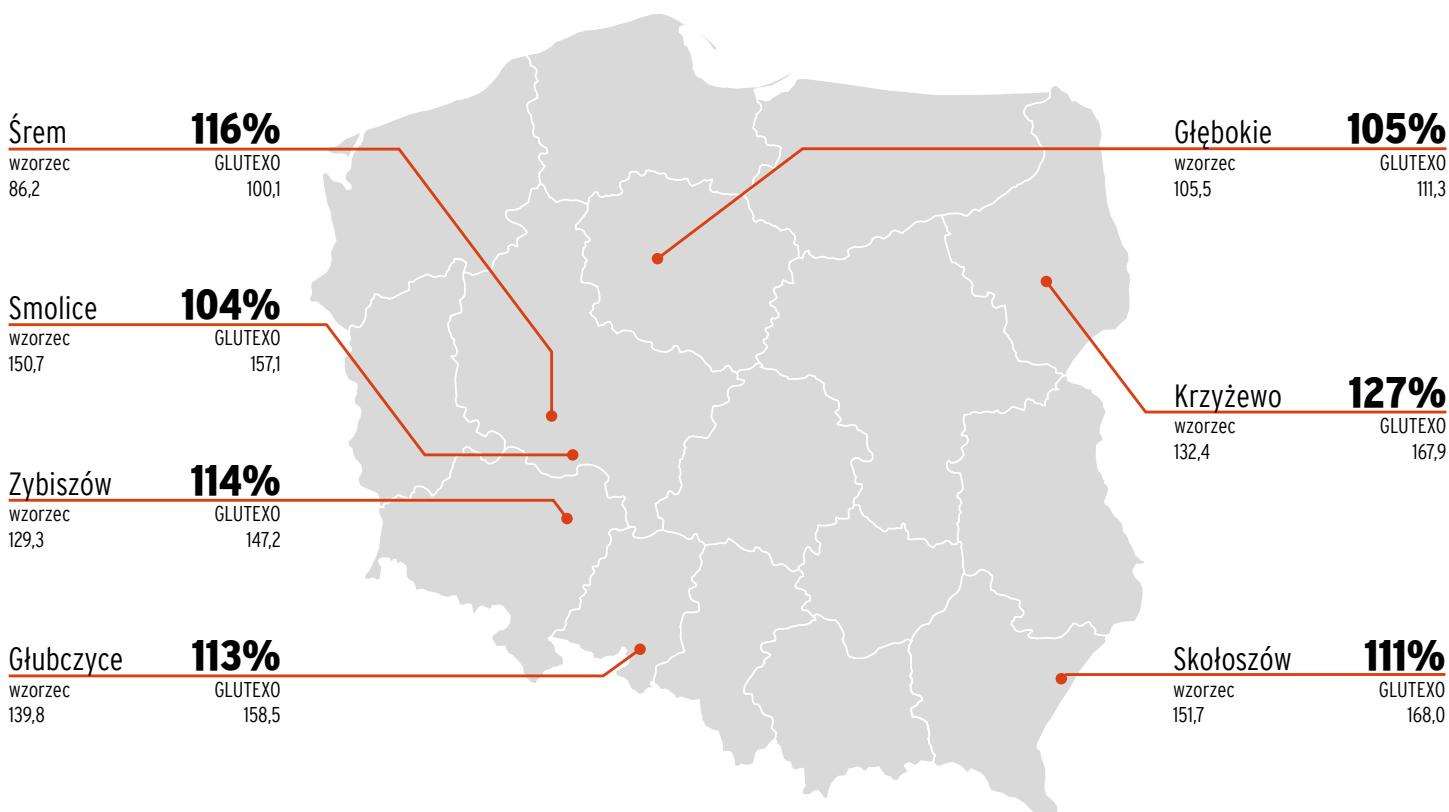 Śrem 116%
wzorzec GLUTEXO
86,2 100,1
Smolice 104%
wzorzec GLUTEXO
150,7 157,1
Zybiszów 114%
wzorzec GLUTEXO
129,3 147,2
Głubczyce 113%
wzorzec GLUTEXO
139,8 158,5
Głębokie 105%
wzorzec GLUTEXO
105,5 111,3
Krzyżewo 127%
wzorzec GLUTEXO
132,4 167,9
Skołoszów 111%
wzorzec GLUTEXO
151,7 168,0